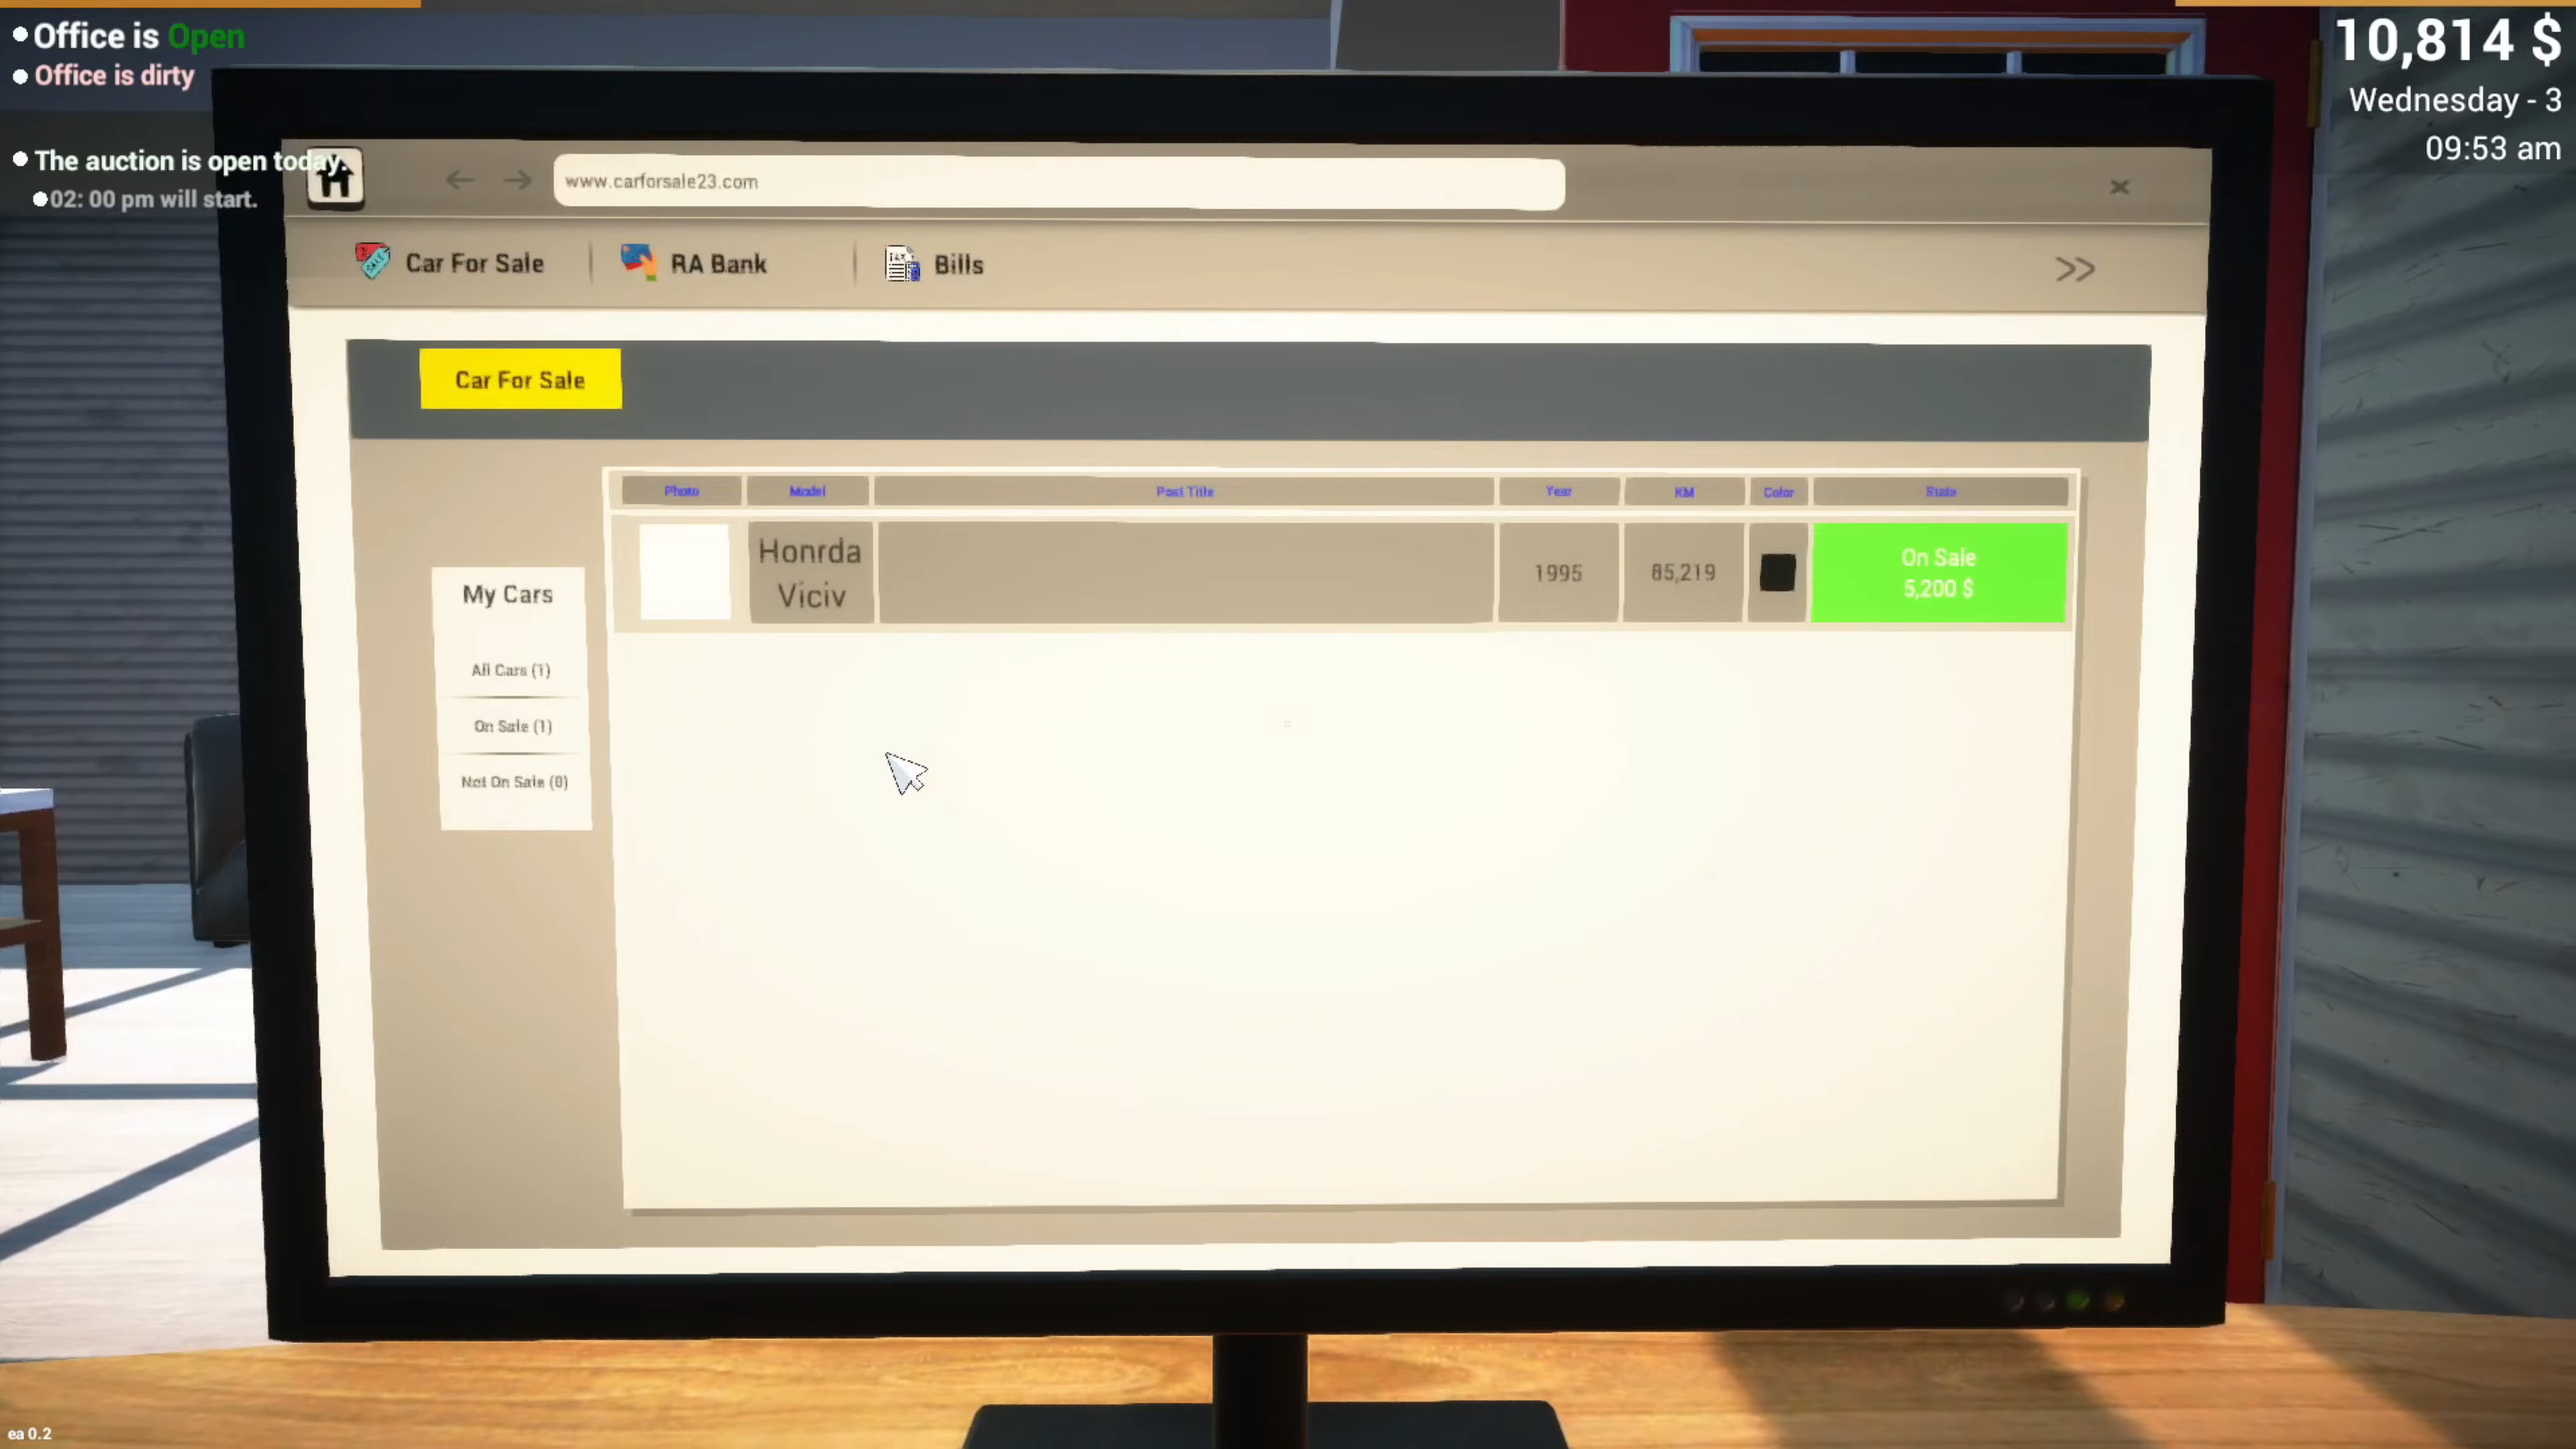 Office is Open
Office is dirty
The auction is open today.
02: 00 pm will start.
10,814 $
Wednesday - 3
09:53 am
www.carforsale23.com
Car For Sale
RA Bank
Bills
Car For Sale
Photo Model Post Title Year KM Color State
Honrda
Viciv
1995
85,219
On Sale
5,200 $
My Cars
All Cars (1)
On Sale (1)
Not On Sale (0)
ea 0.2